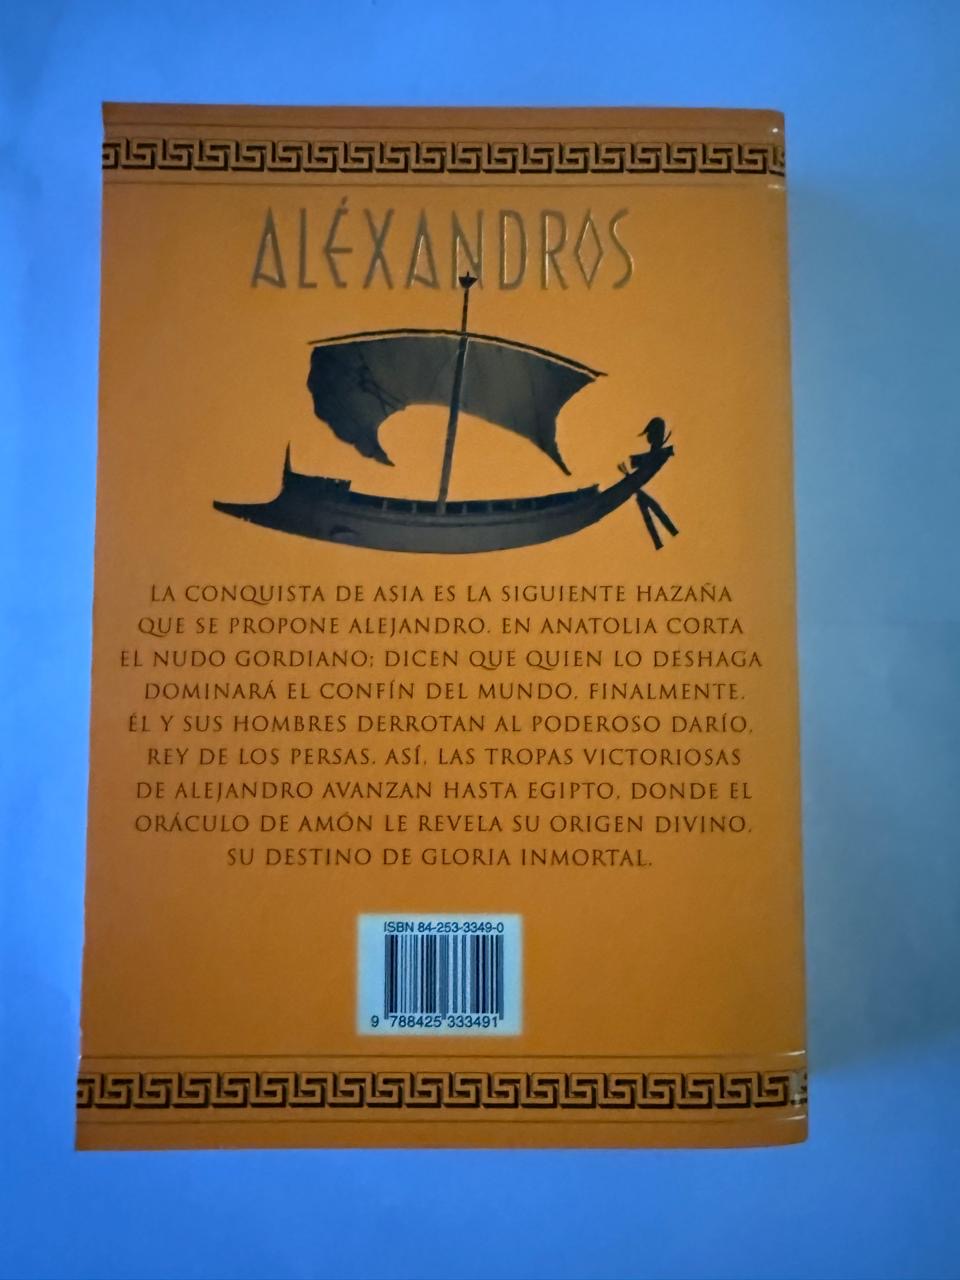 ALÉXANDROS
LA CONQUISTA DE ASIA ES LA SIGUIENTE HAZAÑA
QUE SE PROPONE ALEJANDRO. EN ANATOLIA CORTA
EL NUDO GORDIANO; DICEN QUE QUIEN LO DESHAGA
DOMINARÁ EL CONFÍN DEL MUNDO. FINALMENTE,
ÉL Y SUS HOMBRES DERROTAN AL PODEROSO DARÍO,
REY DE LOS PERSAS. ASÍ, LAS TROPAS VICTORIOSAS
DE ALEJANDRO AVANZAN HASTA EGIPTO, DONDE EL
ORÁCULO DE AMÓN LE REVELA SU ORIGEN DIVINO,
SU DESTINO DE GLORIA INMORTAL.
ISBN 84-253-3349-0
9 788425 333491